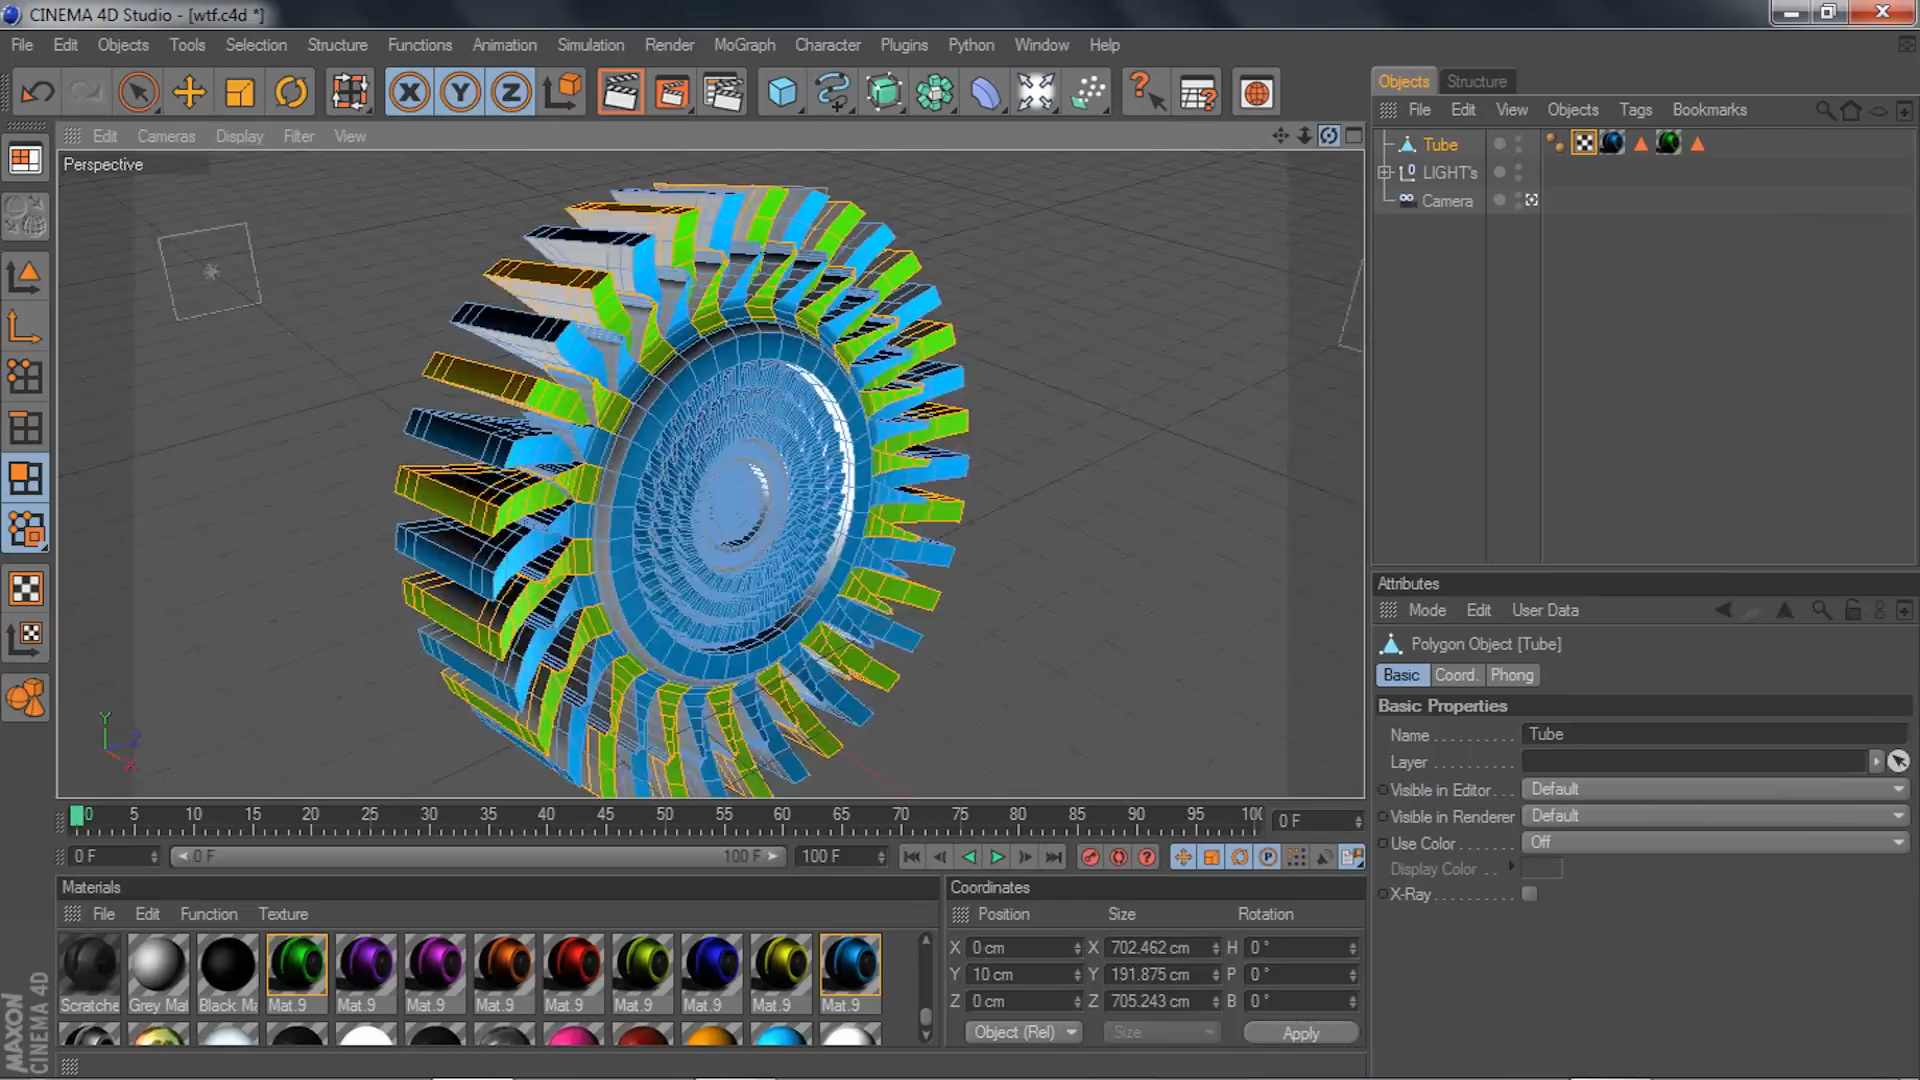 CINEMA 4D Studio - [wtf.c4d *]
File Edit Objects Tools Selection Structure Functions Animation Simulation Render MoGraph Character Plugins Python Window Help
X Y Z
Objects Structure
File Edit View Objects Tags Bookmarks
Tube
LIGHT's
Camera
Edit Cameras Display Filter View
Perspective
Y
Z
X
Attributes
Mode Edit User Data
Polygon Object [Tube]
Basic Coord. Phong
Basic Properties
Name Tube
Layer
Visible in Editor Default
Visible in Renderer Default
Use Color Off
Display Color
X-Ray
0 5 10 15 20 25 30 35 40 45 50 55 60 65 70 75 80 85 90 95 100 0 F
0 F 0 F 100 F 100 F
Materials
File Edit Function Texture
Scratche Grey Mat Black Ma Mat.9 Mat.9 Mat.9 Mat.9 Mat.9 Mat.9 Mat.9 Mat.9 Mat.9
Coordinates
Position Size Rotation
X 0 cm X 702.462 cm H 0 °
Y 10 cm Y 191.875 cm P 0 °
Z 0 cm Z 705.243 cm B 0 °
Object (Rel) Size Apply
MAXON
CINEMA 4D